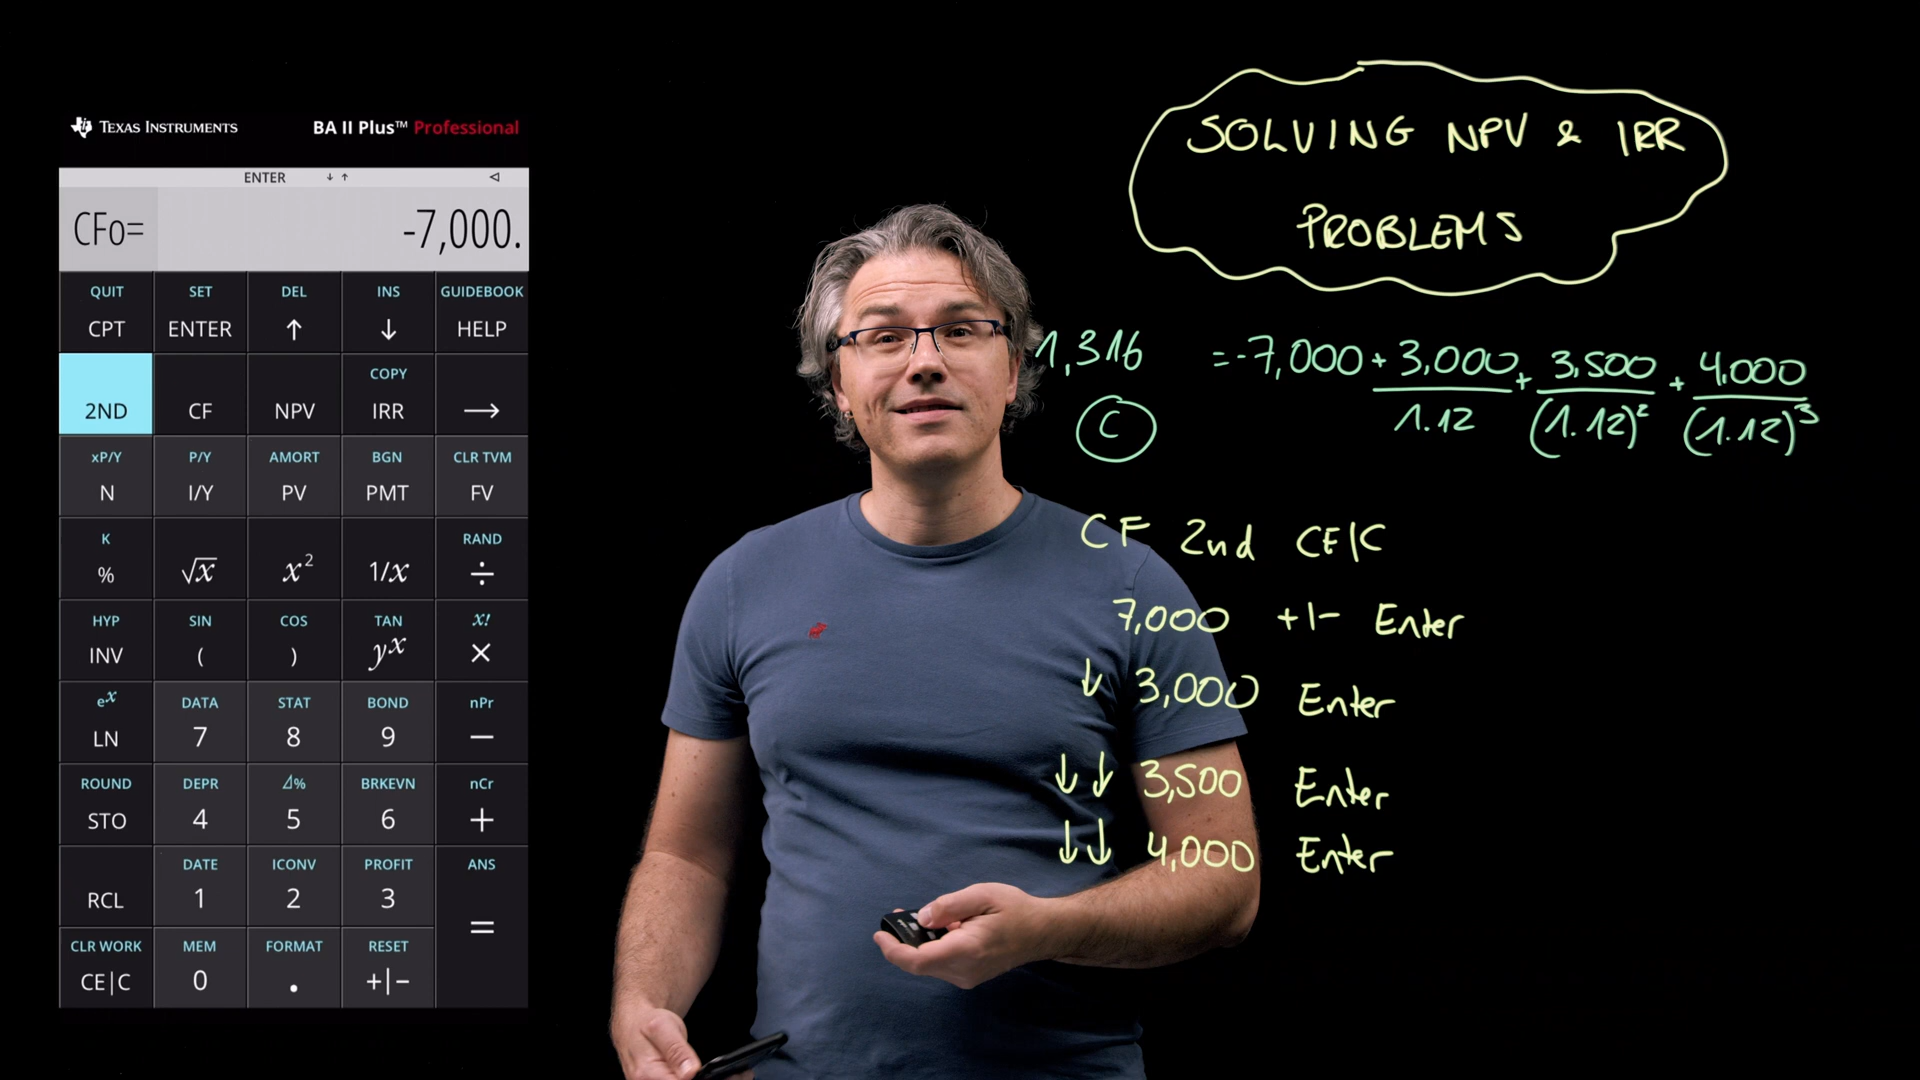 TEXAS INSTRUMENTS BA II Plus™ Professional
ENTER ↓ ↑ ◁
CFo= -7,000.
QUIT SET DEL INS GUIDEBOOK
CPT ENTER ↑ ↓ HELP
COPY
2ND CF NPV IRR →
xP/Y P/Y AMORT BGN CLR TVM
N I/Y PV PMT FV
K RAND
% √x x² 1/x ÷
HYP SIN COS TAN x!
INV ( ) yˣ ×
eˣ DATA STAT BOND nPr
LN 7 8 9 −
ROUND DEPR Δ% BRKEVN nCr
STO 4 5 6 +
DATE ICONV PROFIT ANS
RCL 1 2 3 =
CLR WORK MEM FORMAT RESET
CE|C 0 . +|−
SOLVING NPV & IRR
PROBLEMS
1,316 = -7,000 + 3,000/1.12 + 3,500/(1.12)² + 4,000/(1.12)³
C
CF 2nd CE|C
7,000 +|− Enter
↓ 3,000 Enter
↓↓ 3,500 Enter
↓↓ 4,000 Enter